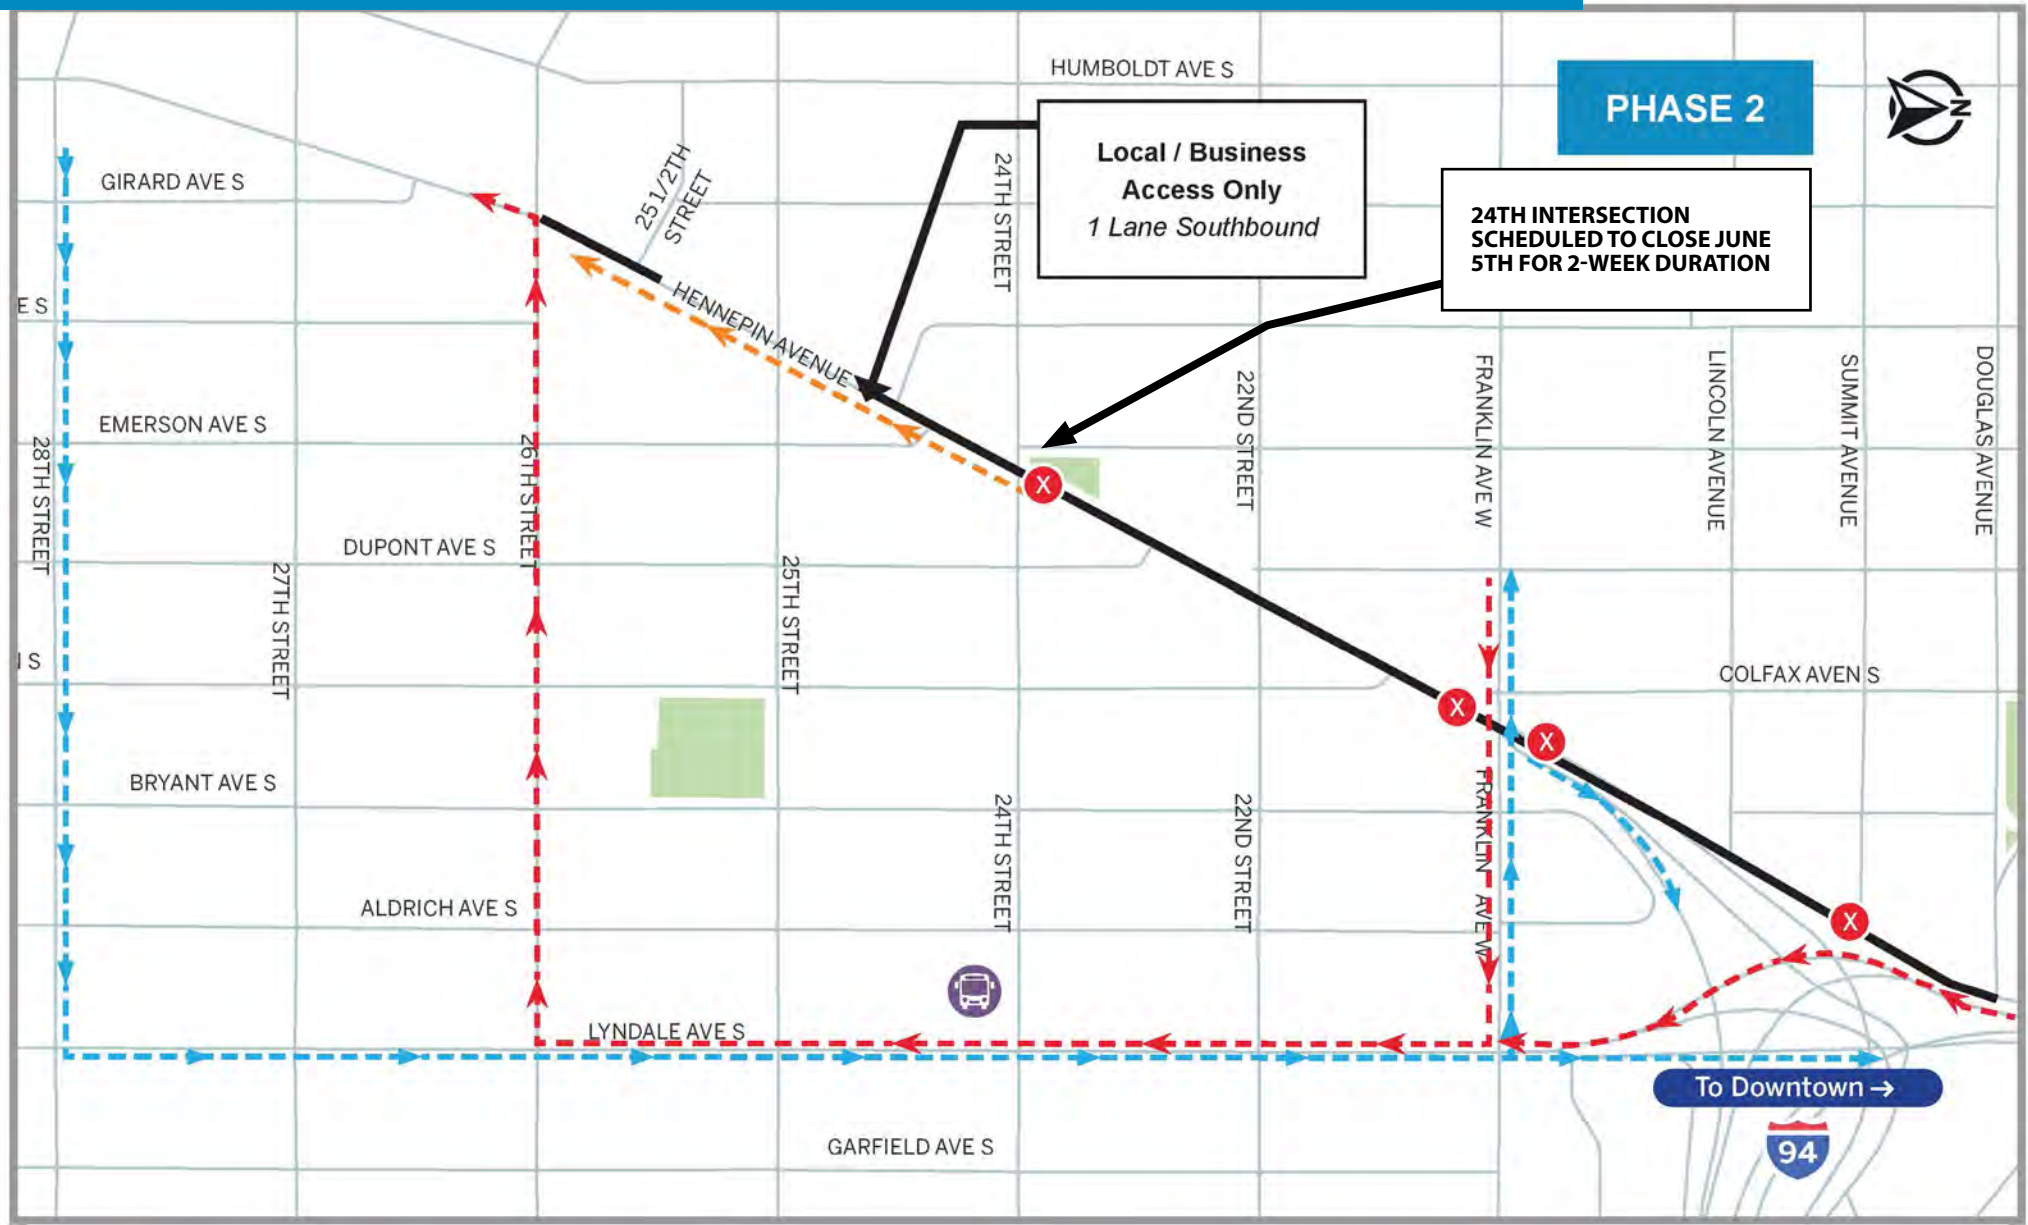 HUMBOLDT AVE S
PHASE 2
N
Local / Business
Access Only
1 Lane Southbound
24TH INTERSECTION
SCHEDULED TO CLOSE JUNE
5TH FOR 2-WEEK DURATION
GIRARD AVE S
25 1/2TH
STREET
24TH STREET
E S
HENNEPIN AVENUE
EMERSON AVE S
28TH STREET
26TH STREET
22ND STREET
FRANKLIN AVE W
LINCOLN AVENUE
SUMMIT AVENUE
DOUGLAS AVENUE
X
DUPONT AVE S
27TH STREET
25TH STREET
S
COLFAX AVEN S
X
X
BRYANT AVE S
24TH STREET
22ND STREET
FRANKLIN AVE W
ALDRICH AVE S
X
LYNDALE AVE S
To Downtown →
GARFIELD AVE S
94